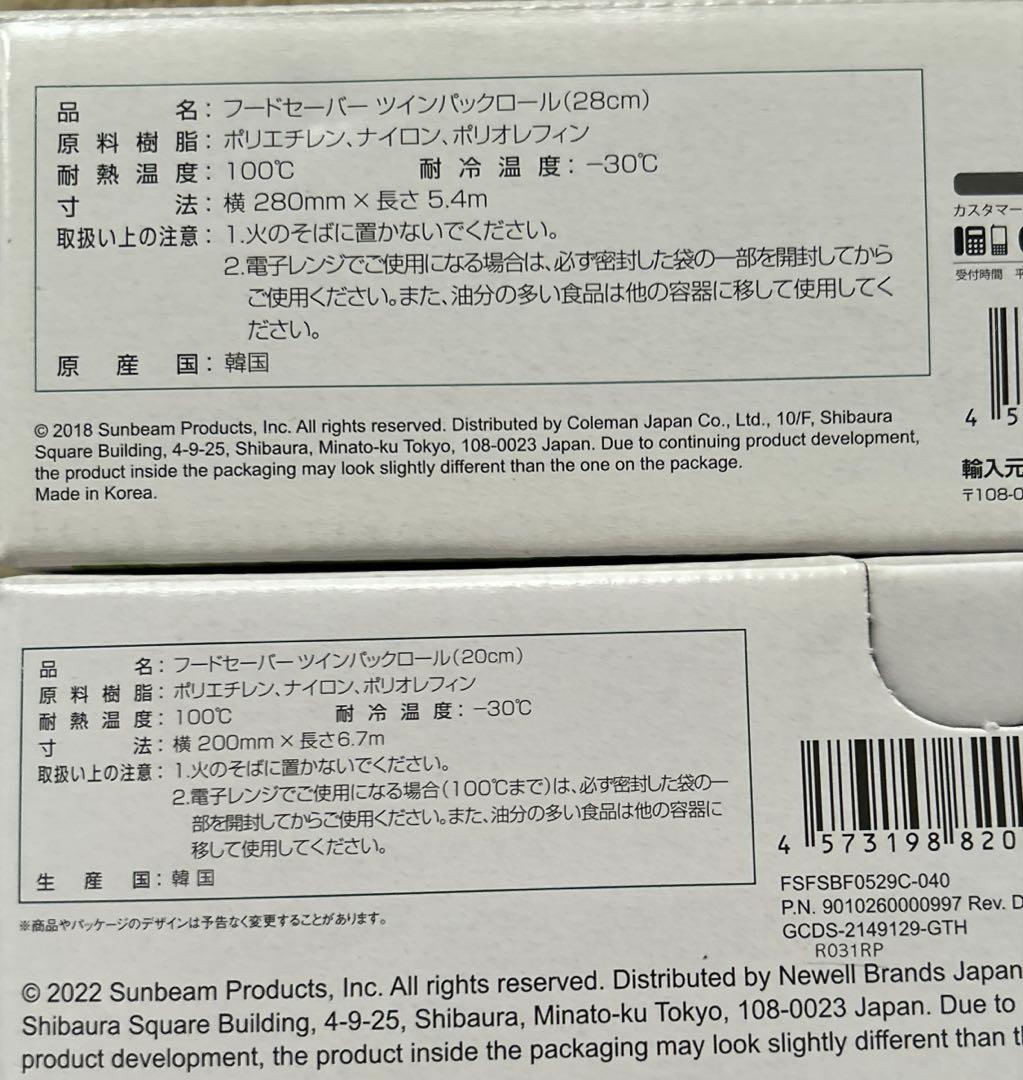 品 名：フードセーバー ツインパックロール（28cm）
原料樹脂：ポリエチレン、ナイロン、ポリオレフィン
耐熱温度：100℃ 耐冷温度：−30℃
寸 法：横 280mm × 長さ 5.4m
取扱い上の注意：1.火のそばに置かないでください。
2.電子レンジでご使用になる場合は、必ず密封した袋の一部を開封してから
ご使用ください。また、油分の多い食品は他の容器に移して使用してく
ださい。
原 産 国：韓国
© 2018 Sunbeam Products, Inc. All rights reserved. Distributed by Coleman Japan Co., Ltd., 10/F, Shibaura
Square Building, 4-9-25, Shibaura, Minato-ku Tokyo, 108-0023 Japan. Due to continuing product development,
the product inside the packaging may look slightly different than the one on the package.
Made in Korea.
カスタマー
受付時間 平
4 5
輸入元
〒108-0
品 名：フードセーバー ツインパックロール（20cm）
原料樹脂：ポリエチレン、ナイロン、ポリオレフィン
耐熱温度：100℃ 耐冷温度：−30℃
寸 法：横 200mm × 長さ6.7m
取扱い上の注意：1.火のそばに置かないでください。
2.電子レンジでご使用になる場合（100℃まで）は、必ず密封した袋の一
部を開封してからご使用ください。また、油分の多い食品は他の容器に
移して使用してください。
生 産 国：韓国
※商品やパッケージのデザインは予告なく変更することがあります。
4 573198 820
FSFSBF0529C-040
P.N. 9010260000997 Rev. D
GCDS-2149129-GTH
R031RP
© 2022 Sunbeam Products, Inc. All rights reserved. Distributed by Newell Brands Japan
Shibaura Square Building, 4-9-25, Shibaura, Minato-ku Tokyo, 108-0023 Japan. Due to
product development, the product inside the packaging may look slightly different than